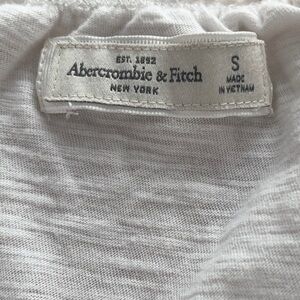 EST. 1892
Abercrombie & Fitch
NEW YORK
S
MADE
IN VIETNAM